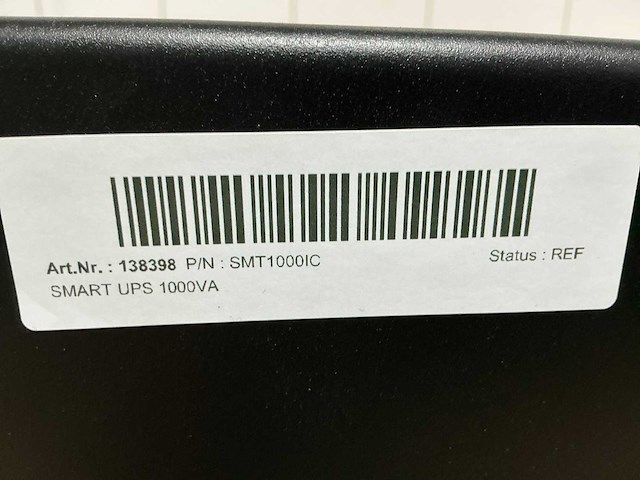 Art.Nr. : 138398 P/N : SMT1000IC Status : REF
SMART UPS 1000VA